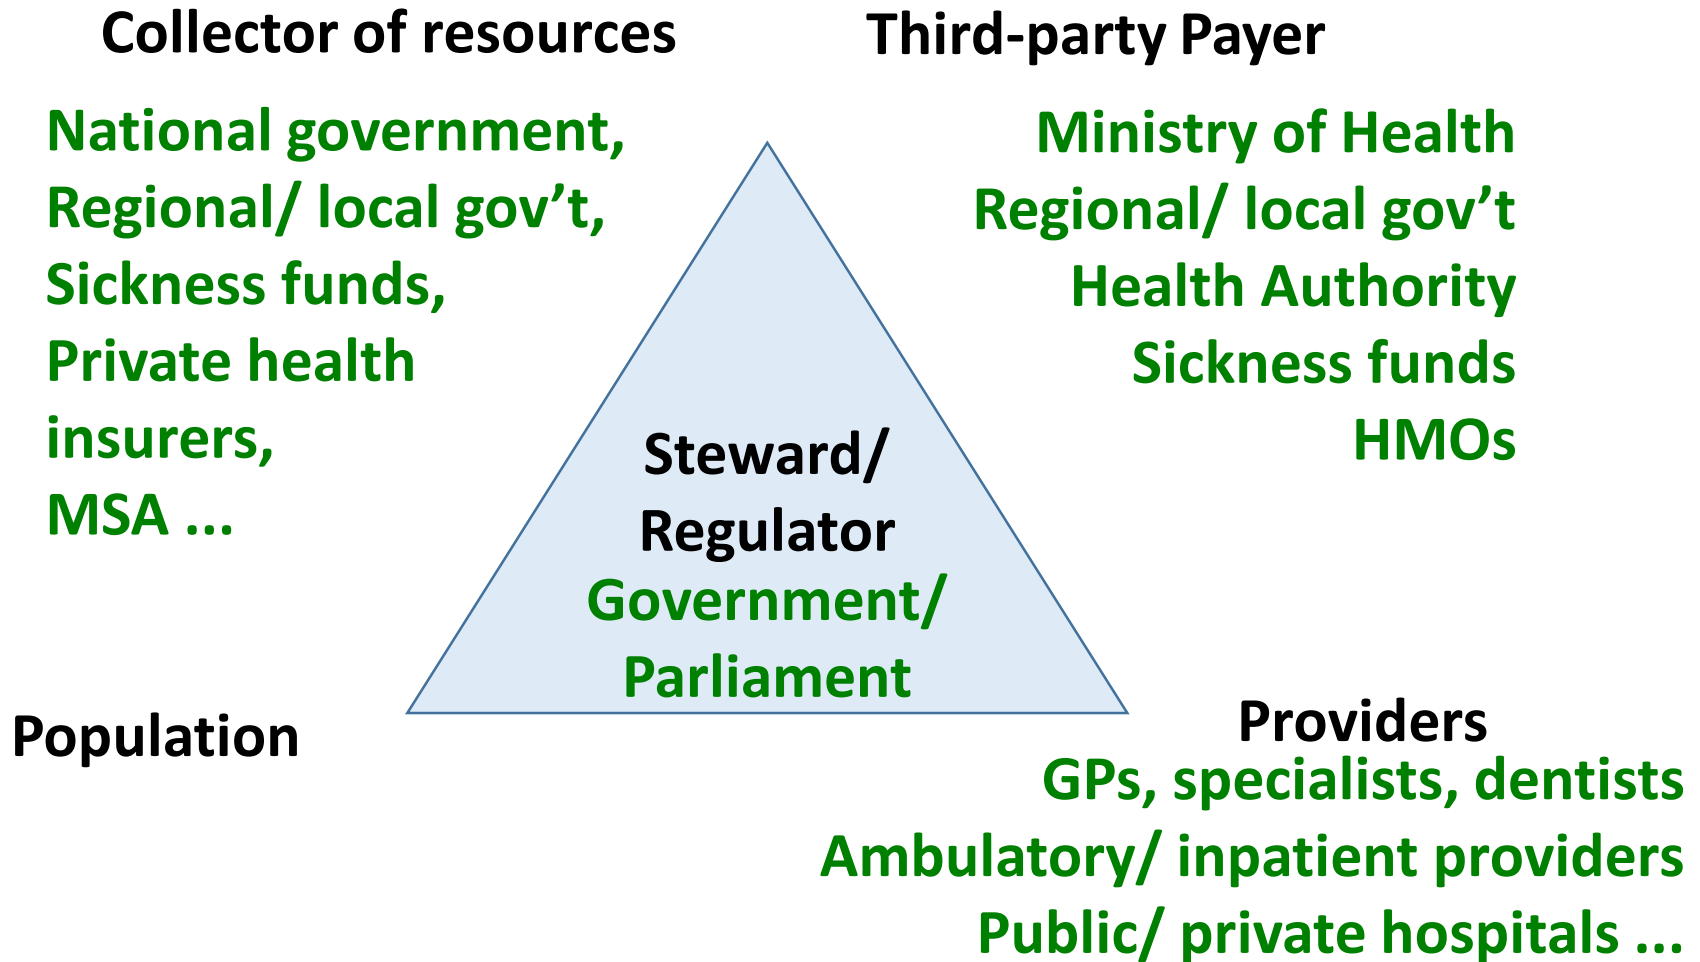 Collector of resources
National government,
Regional/ local gov’t,
Sickness funds,
Private health
insurers,
MSA ...
Third-party Payer
Ministry of Health
Regional/ local gov’t
Health Authority
Sickness funds
HMOs
Steward/
Regulator
Government/
Parliament
Population
Providers
GPs, specialists, dentists
Ambulatory/ inpatient providers
Public/ private hospitals ...